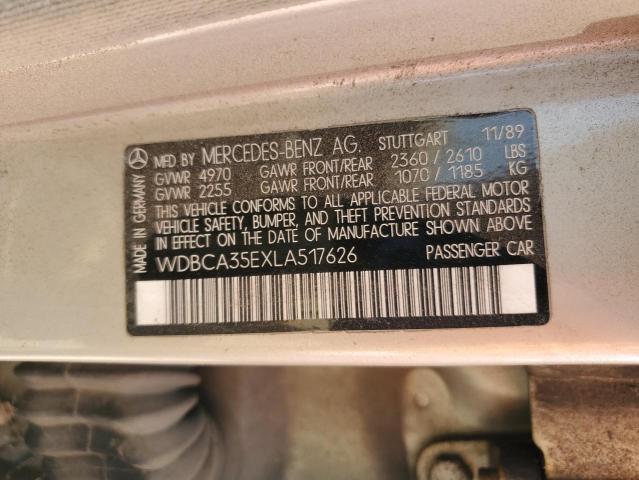 MADE IN GERMANY
MFD BY MERCEDES-BENZ AG. STUTTGART 11/89
GVWR 4970 GAWR FRONT/REAR 2360/2610 LBS
GVWR 2255 GAWR FRONT/REAR 1070/1185 KG
THIS VEHICLE CONFORMS TO ALL APPLICABLE FEDERAL MOTOR
VEHICLE SAFETY, BUMPER, AND THEFT PREVENTION STANDARDS
IN EFFECT ON THE DATE OF MANUFACTURE SHOWN ABOVE
WDBCA35EXLA517626 PASSENGER CAR